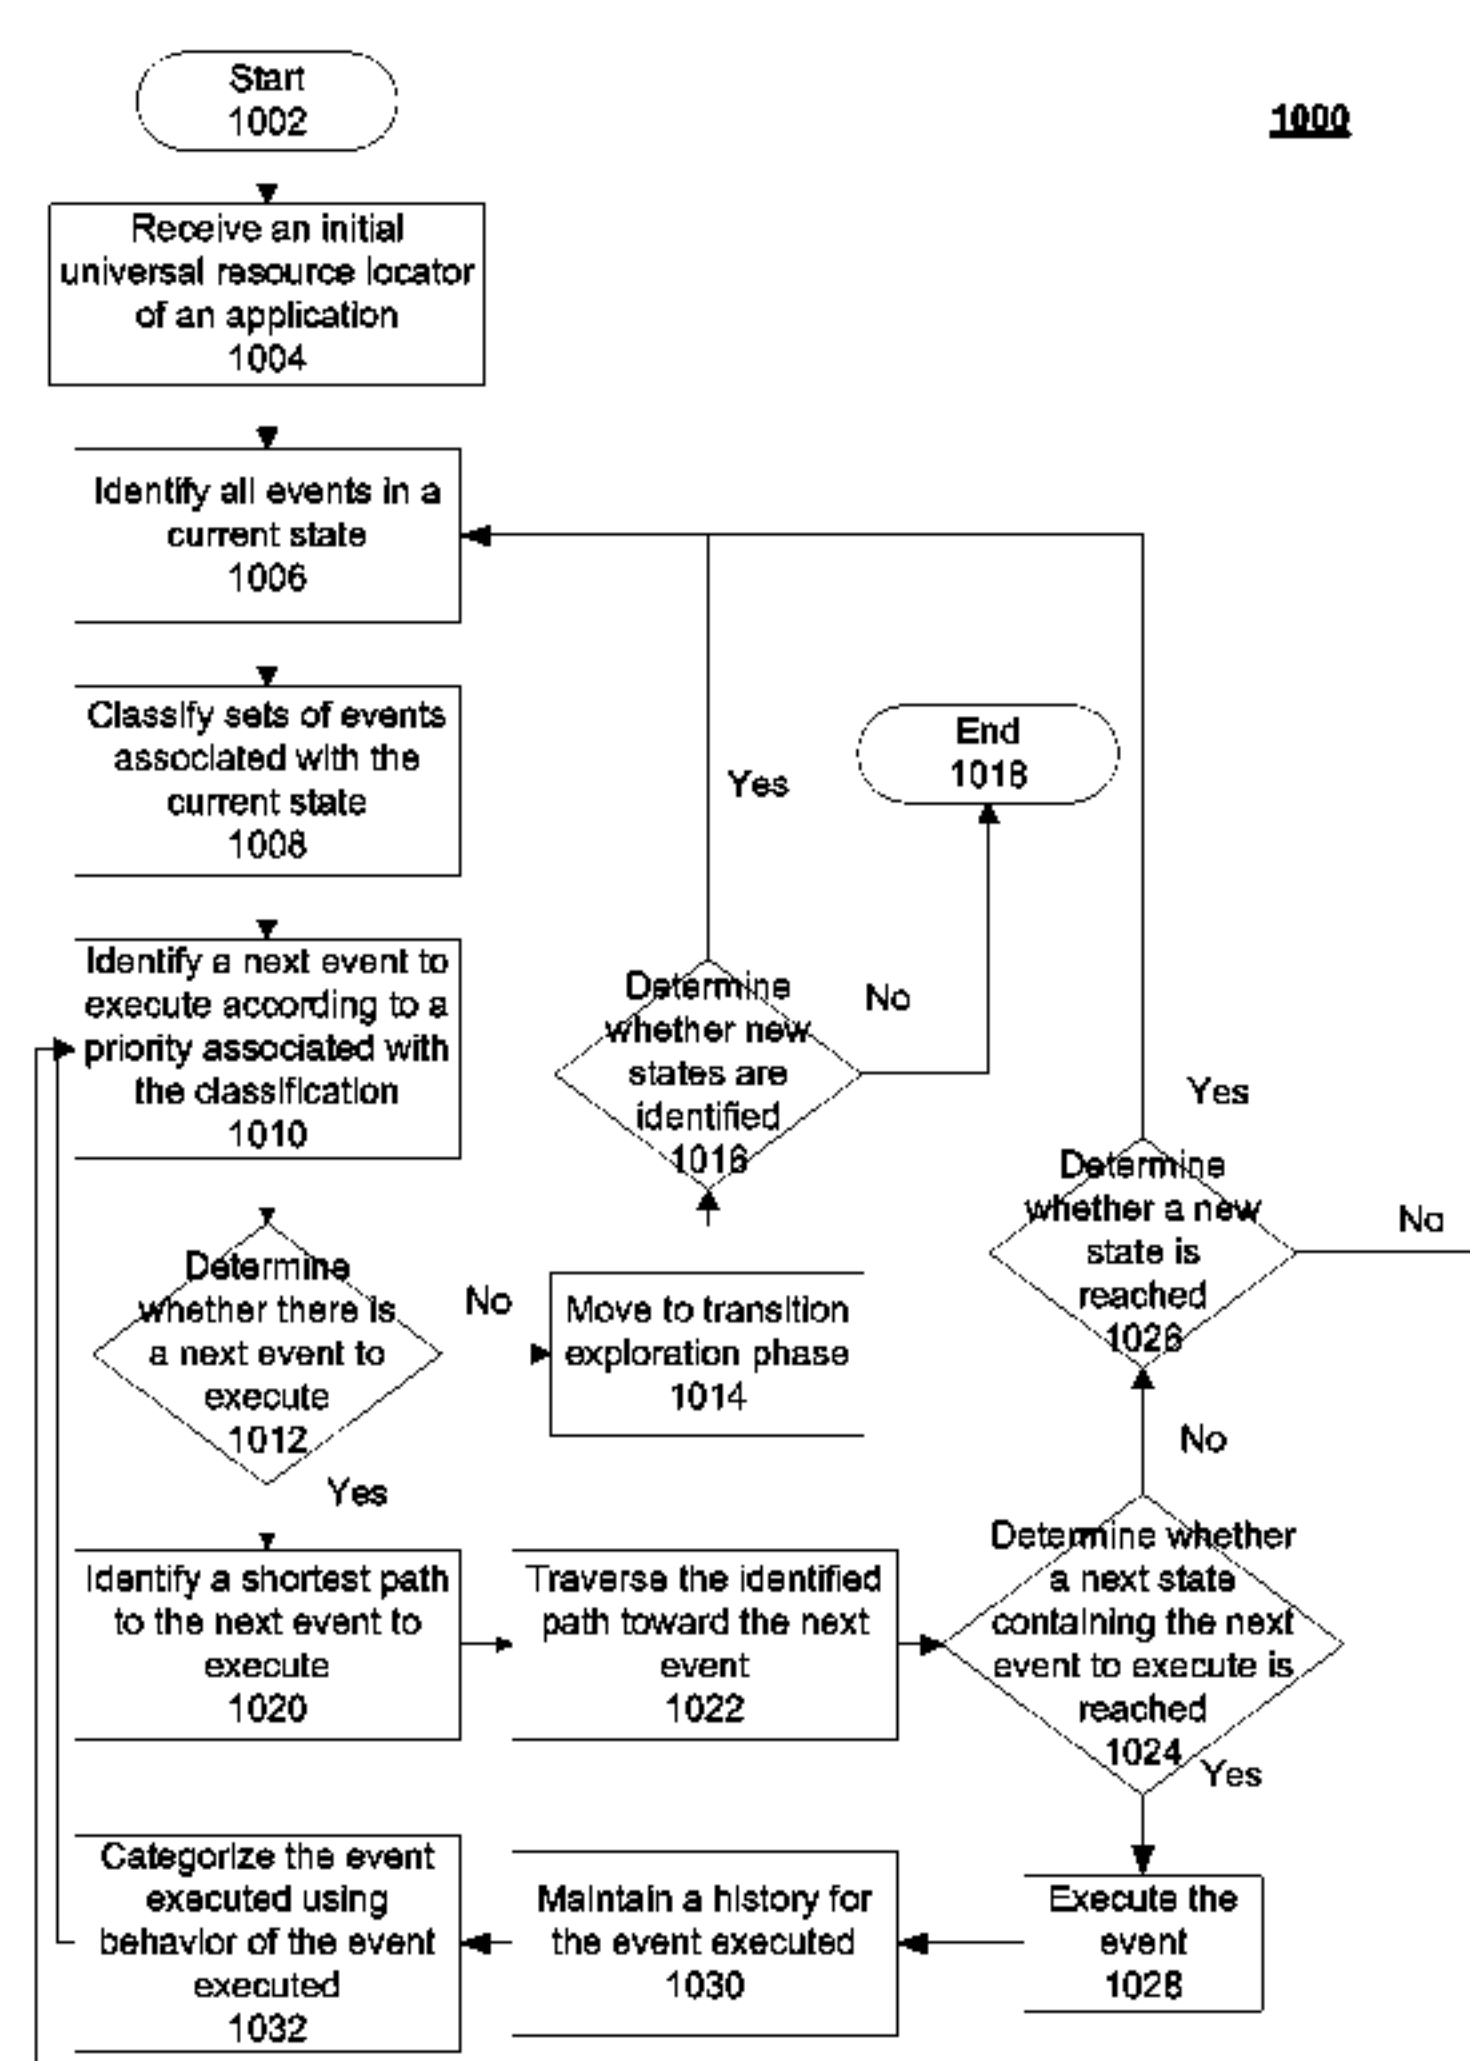 Start
1002
1000
Receive an initial
universal resource locator
of an application
1004
Identify all events in a
current state
1006
Classify sets of events
associated with the
current state
1008
End
1018
Yes
Identify a next event to
execute according to a
priority associated with
the classification
1010
Determine
whether new
states are
identified
1016
No
Yes
Determine
whether a new
state is
reached
1026
No
Determine
whether there is
a next event to
execute
1012
No
Move to transition
exploration phase
1014
No
Yes
Identify a shortest path
to the next event to
execute
1020
Traverse the identified
path toward the next
event
1022
Determine whether
a next state
containing the next
event to execute is
reached
1024
Yes
Categorize the event
executed using
behavior of the event
executed
1032
Maintain a history for
the event executed
1030
Execute the
event
1028